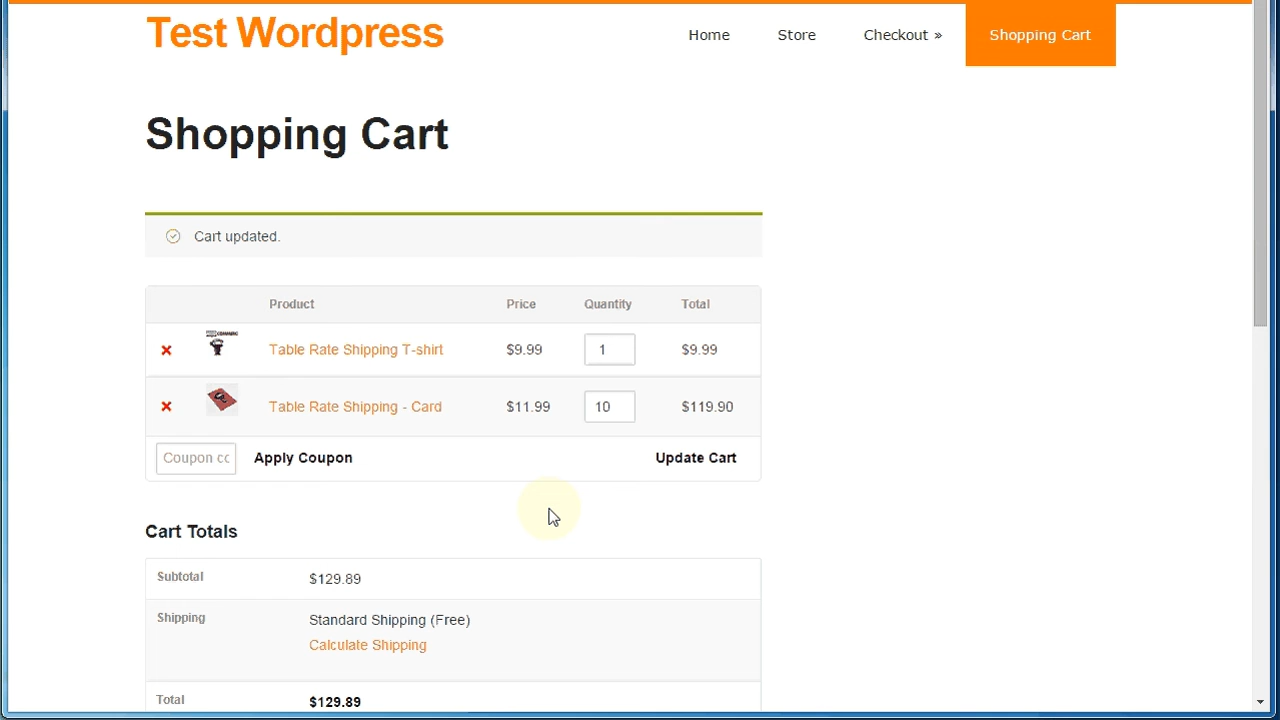 Test Wordpress
Home Store Checkout » Shopping Cart
Shopping Cart
Cart updated.
Product Price Quantity Total
Table Rate Shipping T-shirt $9.99 1 $9.99
Table Rate Shipping - Card $11.99 10 $119.90
Coupon cc Apply Coupon Update Cart
Cart Totals
Subtotal $129.89
Shipping Standard Shipping (Free)
Calculate Shipping
Total $129.89